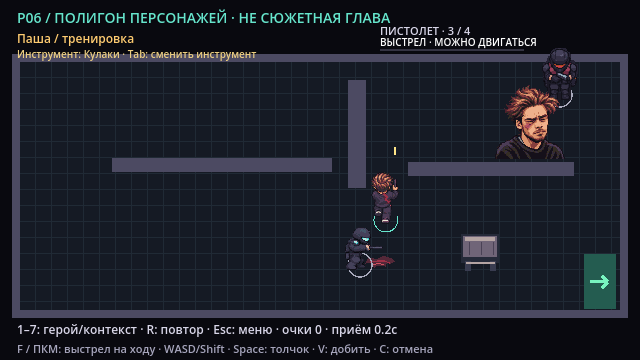 P06 / ПОЛИГОН ПЕРСОНАЖЕЙ · НЕ СЮЖЕТНАЯ ГЛАВА
Паша / тренировка
ПИСТОЛЕТ · 3 / 4
ВЫСТРЕЛ · МОЖНО ДВИГАТЬСЯ
Инструмент: Кулаки · Tab: сменить инструмент
→
1–7: герой/контекст · R: повтор · Esc: меню · очки 0 · приём 0.2с
F / ПКМ: выстрел на ходу · WASD/Shift · Space: толчок · V: добить · C: отмена